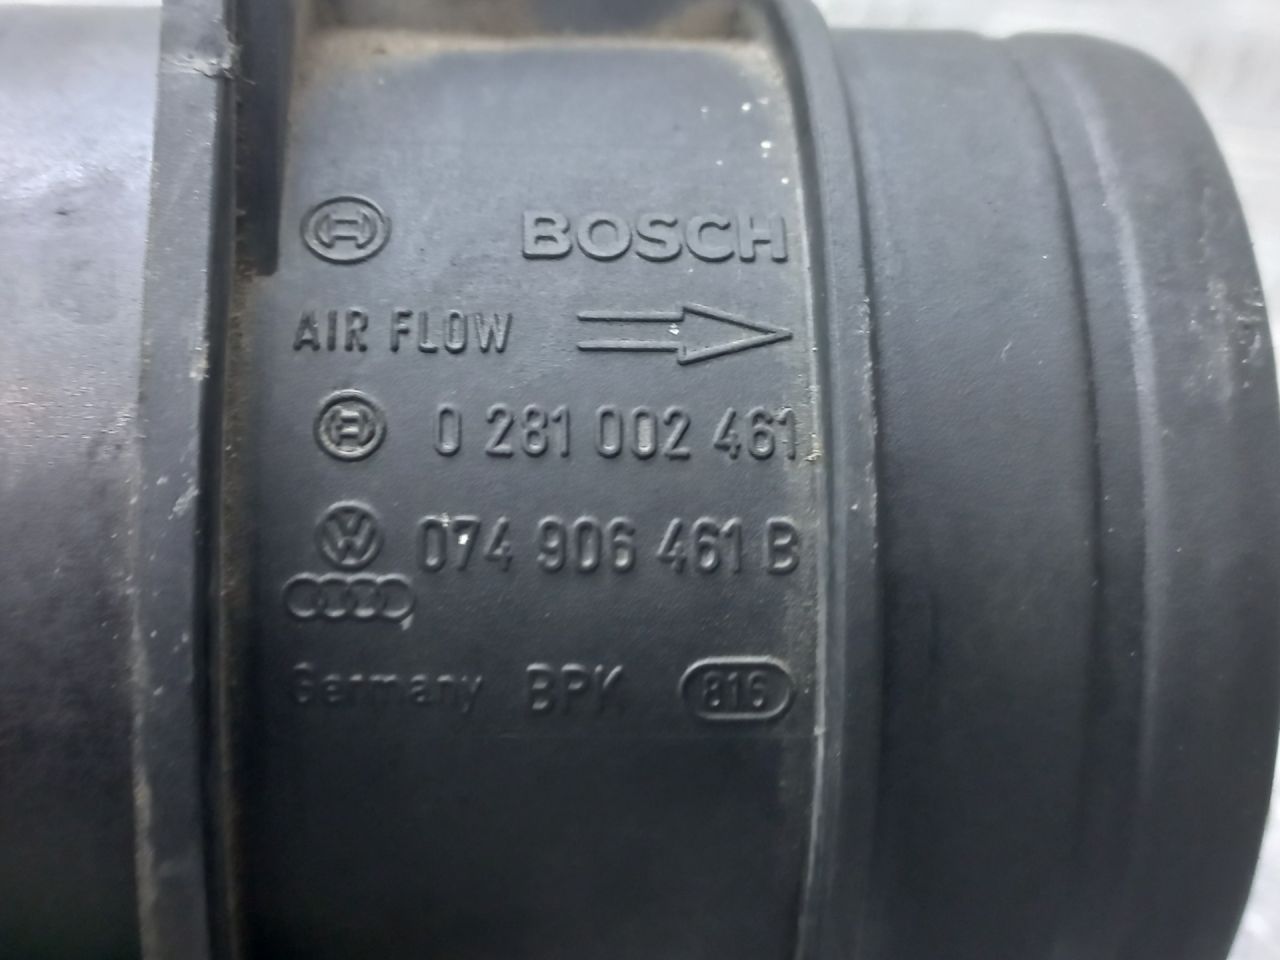 BOSCH
AIR FLOW
0 281 002 461
074 906 461 B
Germany BPK 816